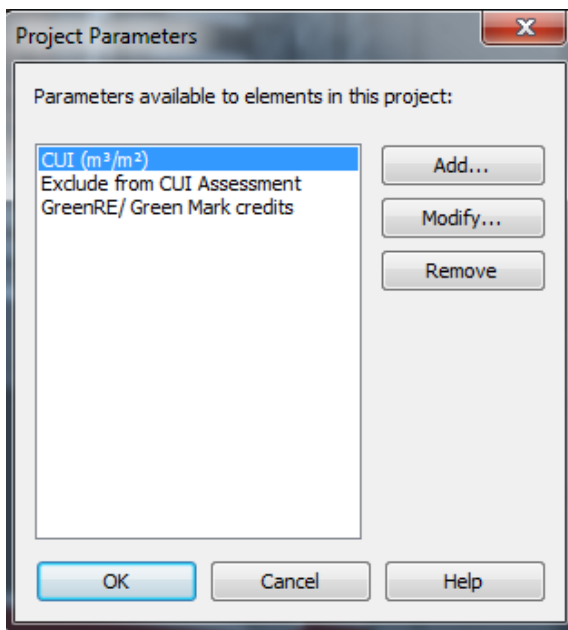 Project Parameters
Parameters available to elements in this project:
CUI (m³/m²)
Exclude from CUI Assessment
GreenRE/ Green Mark credits
Add...
Modify...
Remove
OK
Cancel
Help